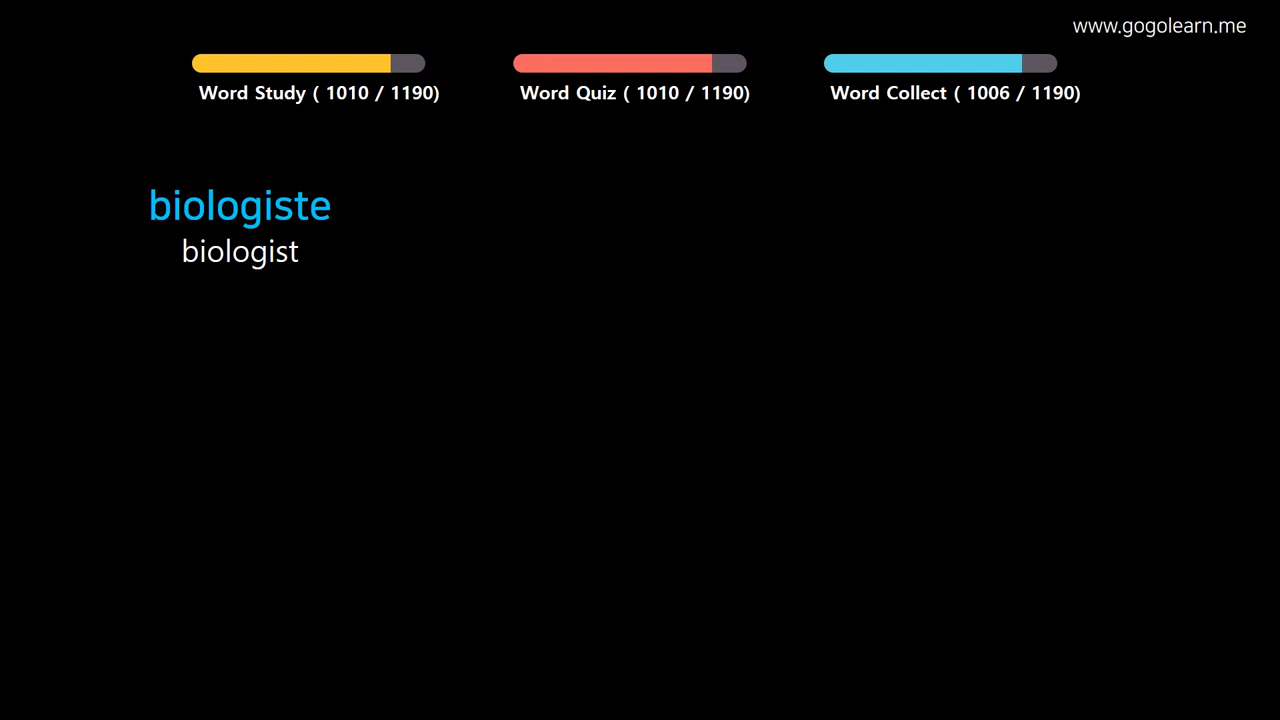 www.gogolearn.me
Word Study ( 1010 / 1190)
Word Quiz ( 1010 / 1190)
Word Collect ( 1006 / 1190)
biologiste
biologist